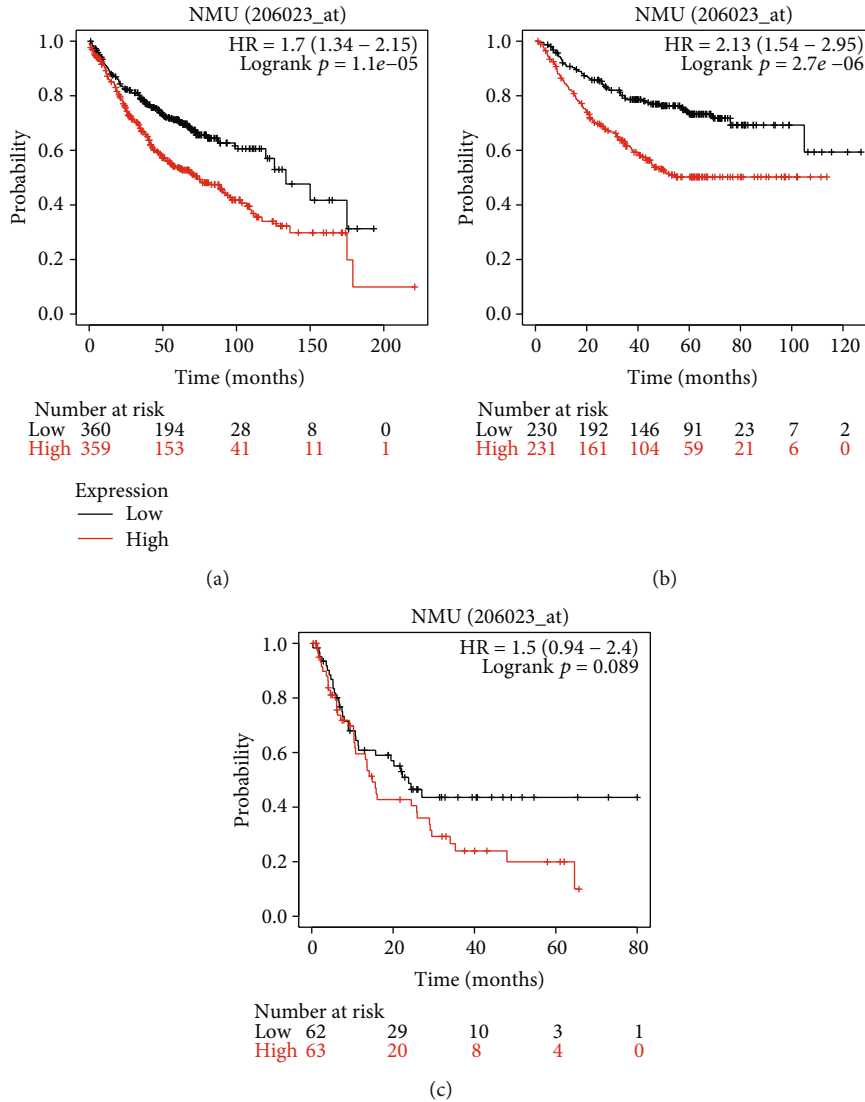 NMU (206023_at)
HR = 1.7 (1.34 – 2.15)
Logrank p = 1.1e−05
1.0
0.8
0.6
0.4
0.2
0.0
Probability
0 50 100 150 200
Time (months)
Number at risk
Low 360 194 28 8 0
High 359 153 41 11 1
Expression
Low
High
(a)
NMU (206023_at)
HR = 2.13 (1.54 – 2.95)
Logrank p = 2.7e −06
1.0
0.8
0.6
0.4
0.2
0.0
Probability
0 20 40 60 80 100 120
Time (months)
Number at risk
Low 230 192 146 91 23 7 2
High 231 161 104 59 21 6 0
(b)
NMU (206023_at)
HR = 1.5 (0.94 − 2.4)
Logrank p = 0.089
1.0
0.8
0.6
0.4
0.2
0.0
Probability
0 20 40 60 80
Time (months)
Number at risk
Low 62 29 10 3 1
High 63 20 8 4 0
(c)